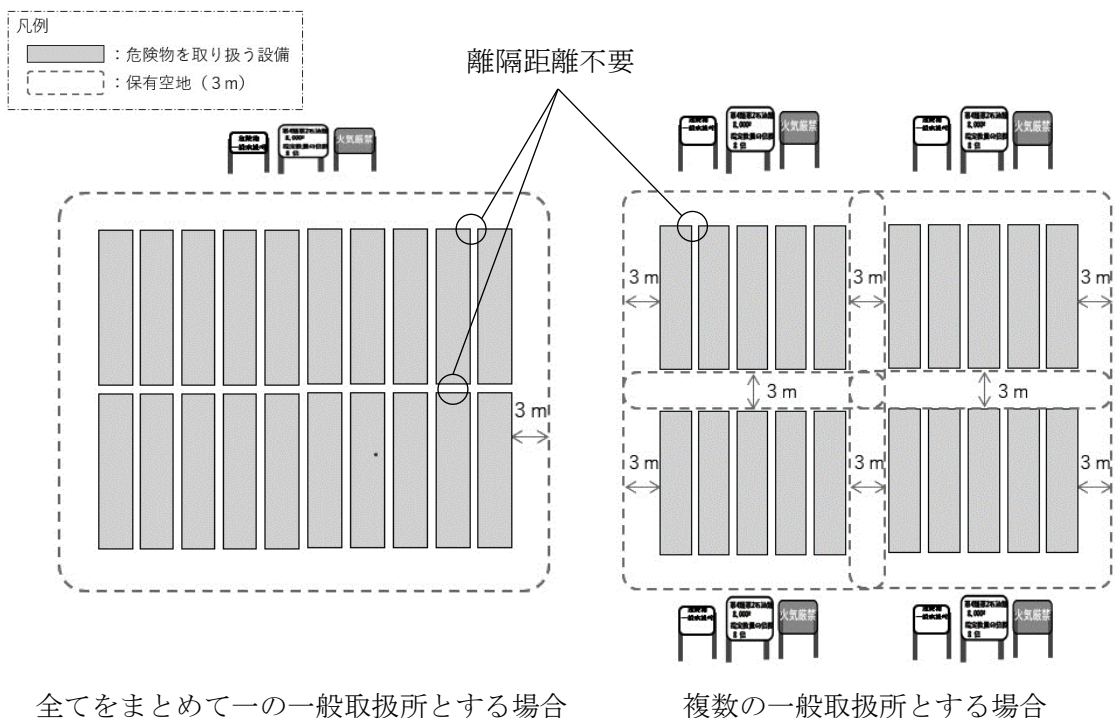 凡例
：危険物を取り扱う設備
：保有空地（３ｍ）
離隔距離不要
火気厳禁
火気厳禁
火気厳禁
3 m
3 m
3 m
3 m
3 m
3 m
3 m
3 m
3 m
火気厳禁
火気厳禁
全てをまとめて一の一般取扱所とする場合
複数の一般取扱所とする場合